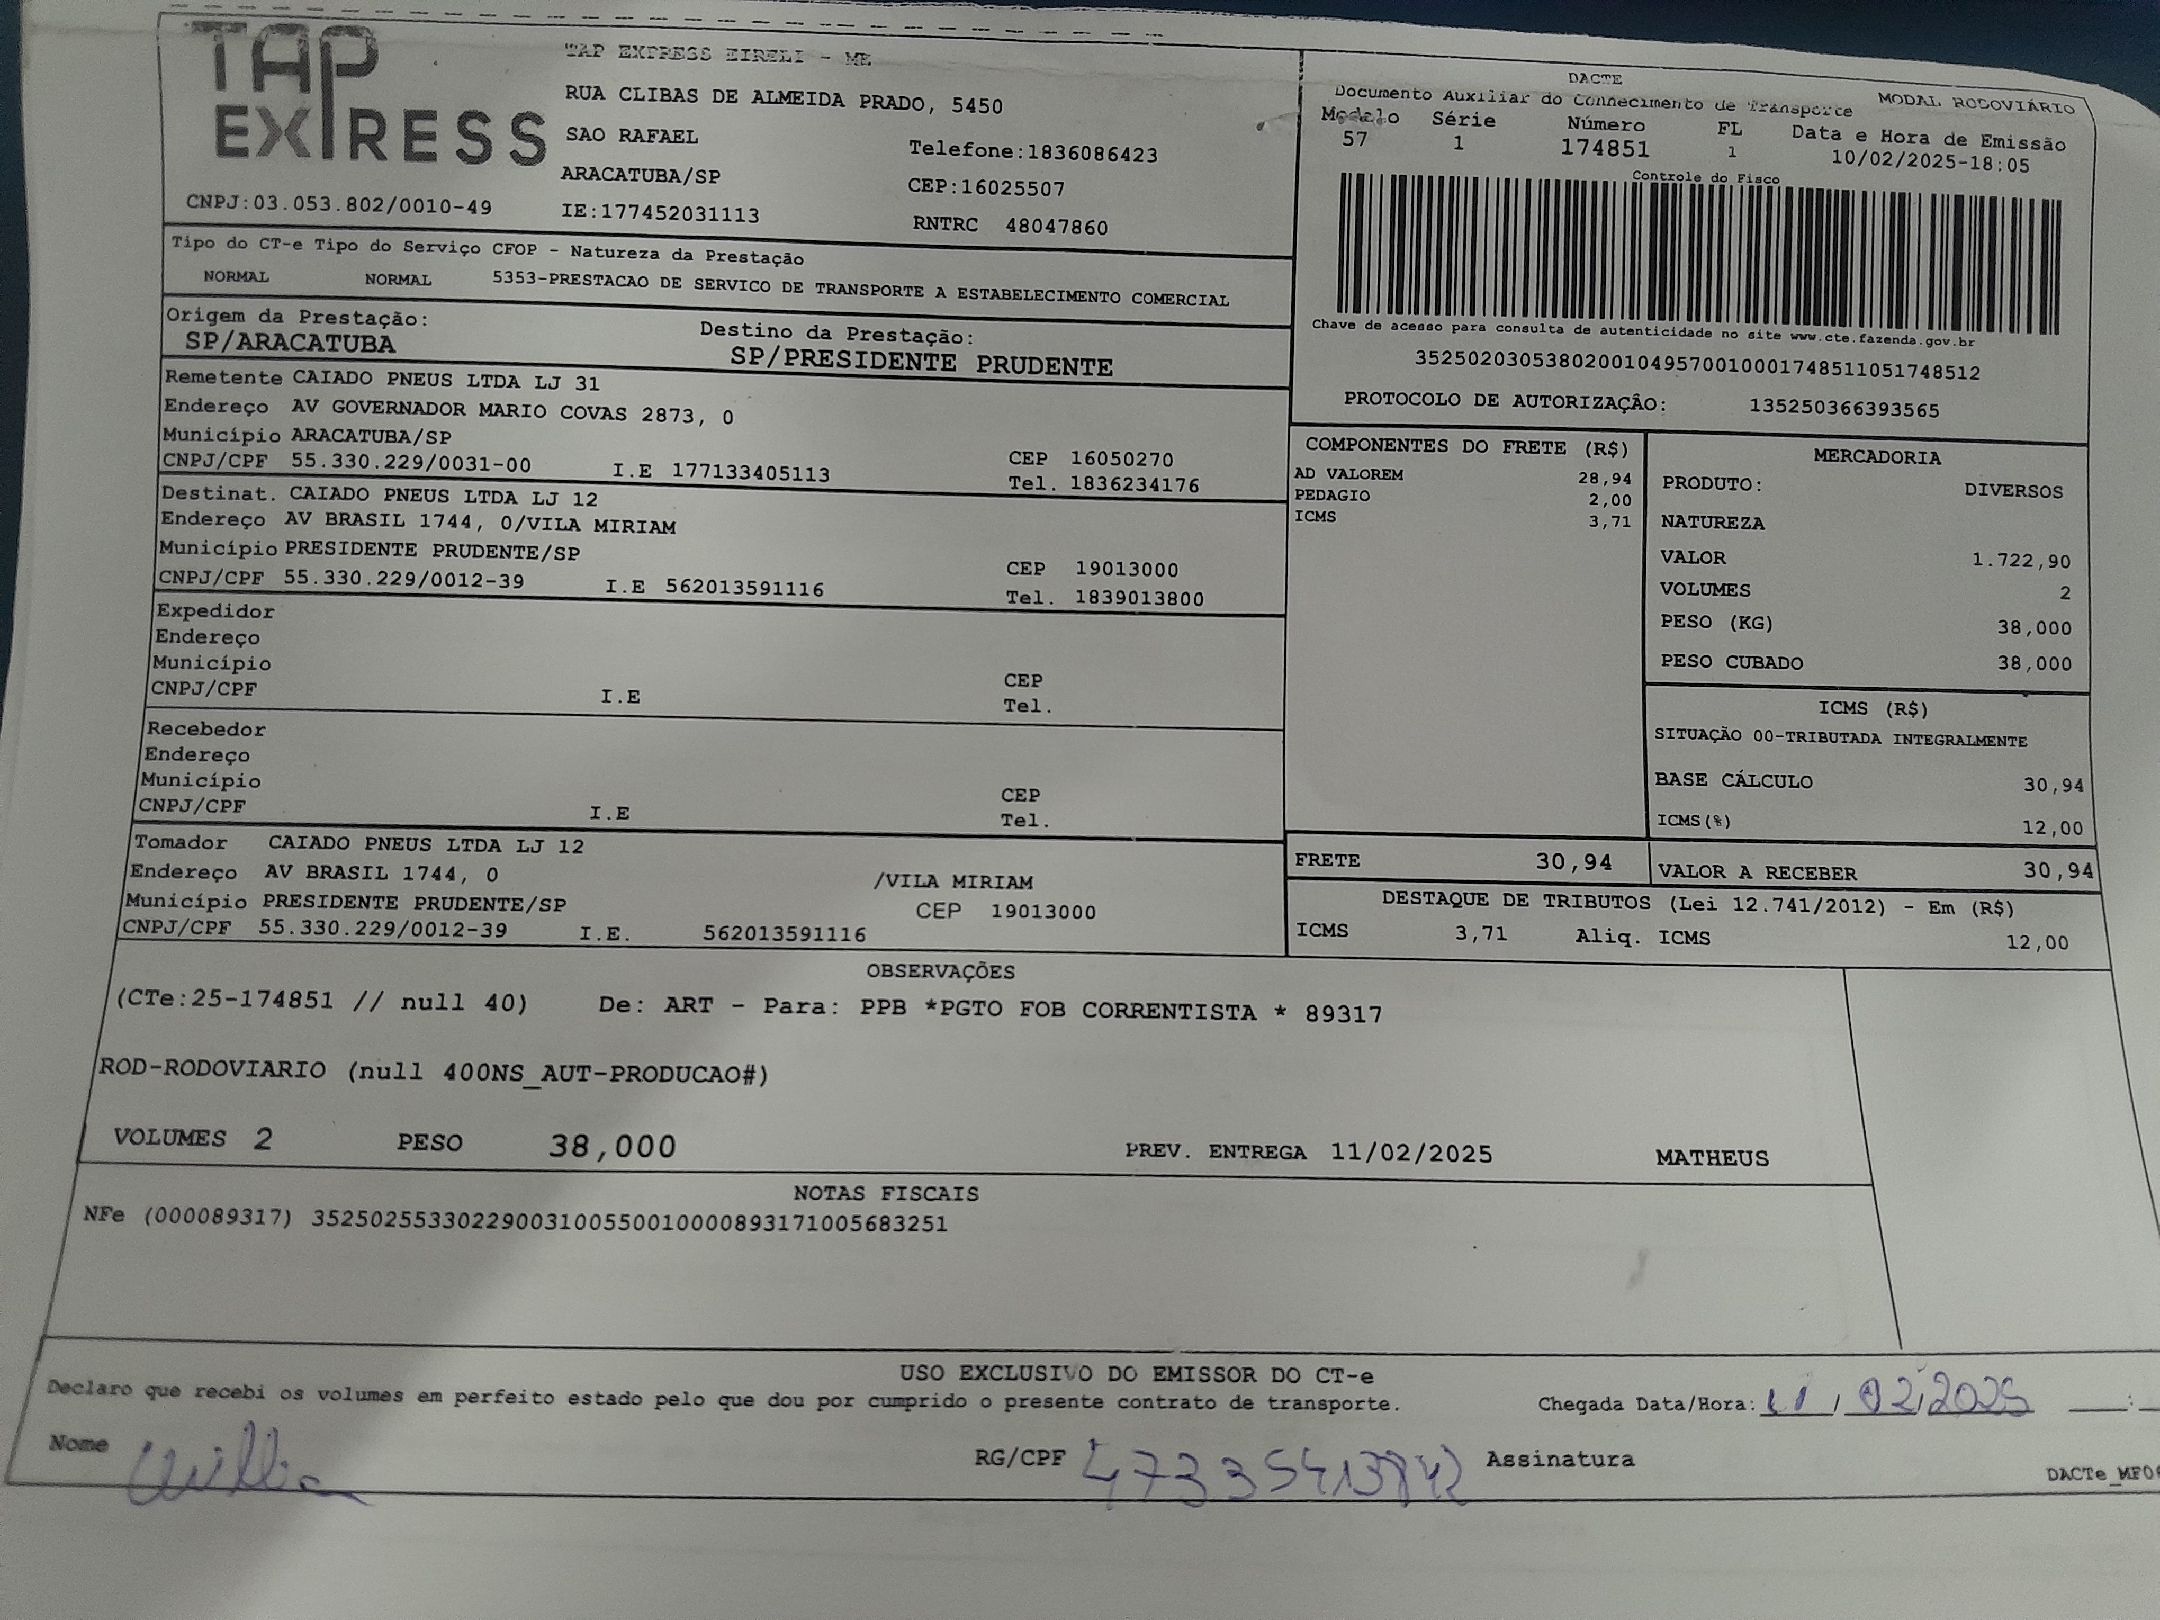 TAP
EXPRESS
CNPJ:03.053.802/0010-49
TAP EXPRESS EIRELI - ME
RUA CLIBAS DE ALMEIDA PRADO, 5450
SAO RAFAEL
Telefone:1836086423
ARACATUBA/SP
CEP:16025507
IE:177452031113
RNTRC 48047860
DACTE
Documento Auxiliar do Conhecimento de Transporte MODAL RODOVIÁRIO
Modelo Série Número FL Data e Hora de Emissão
57 1 174851 1 10/02/2025-18:05
Controle do Fisco
Chave de acesso para consulta de autenticidade no site www.cte.fazenda.gov.br
35250203053802001049570010001748511051748512
PROTOCOLO DE AUTORIZAÇÂO: 135250366393565
Tipo do CT-e Tipo do Serviço CFOP - Natureza da Prestação
NORMAL NORMAL 5353-PRESTACAO DE SERVICO DE TRANSPORTE A ESTABELECIMENTO COMERCIAL
Origem da Prestação: Destino da Prestação:
SP/ARACATUBA SP/PRESIDENTE PRUDENTE
Remetente CAIADO PNEUS LTDA LJ 31
Endereço AV GOVERNADOR MARIO COVAS 2873, 0
Município ARACATUBA/SP CEP 16050270
CNPJ/CPF 55.330.229/0031-00 I.E 177133405113 Tel. 1836234176
Destinat. CAIADO PNEUS LTDA LJ 12
Endereço AV BRASIL 1744, 0/VILA MIRIAM
Município PRESIDENTE PRUDENTE/SP CEP 19013000
CNPJ/CPF 55.330.229/0012-39 I.E 562013591116 Tel. 1839013800
Expedidor
Endereço
Município CEP
CNPJ/CPF I.E Tel.
Recebedor
Endereço
Município CEP
CNPJ/CPF I.E Tel.
Tomador CAIADO PNEUS LTDA LJ 12
Endereço AV BRASIL 1744, 0 /VILA MIRIAM
Município PRESIDENTE PRUDENTE/SP CEP 19013000
CNPJ/CPF 55.330.229/0012-39 I.E. 562013591116
COMPONENTES DO FRETE (R$)
AD VALOREM 28,94
PEDAGIO 2,00
ICMS 3,71
MERCADORIA
PRODUTO: DIVERSOS
NATUREZA
VALOR 1.722,90
VOLUMES 2
PESO (KG) 38,000
PESO CUBADO 38,000
ICMS (R$)
SITUAÇÃO 00-TRIBUTADA INTEGRALMENTE
BASE CÁLCULO 30,94
ICMS(%) 12,00
FRETE 30,94 VALOR A RECEBER 30,94
DESTAQUE DE TRIBUTOS (Lei 12.741/2012) - Em (R$)
ICMS 3,71 Aliq. ICMS 12,00
OBSERVAÇÕES
(CTe:25-174851 // null 40) De: ART - Para: PPB *PGTO FOB CORRENTISTA * 89317
ROD-RODOVIARIO (null 400NS_AUT-PRODUCAO#)
VOLUMES 2 PESO 38,000 PREV. ENTREGA 11/02/2025 MATHEUS
NOTAS FISCAIS
NFe (000089317) 35250255330229003100550010000893171005683251
USO EXCLUSIVO DO EMISSOR DO CT-e
Declaro que recebi os volumes em perfeito estado pelo que dou por cumprido o presente contrato de transporte. Chegada Data/Hora: 11/02/2025 :
Nome RG/CPF 47335413842 Assinatura